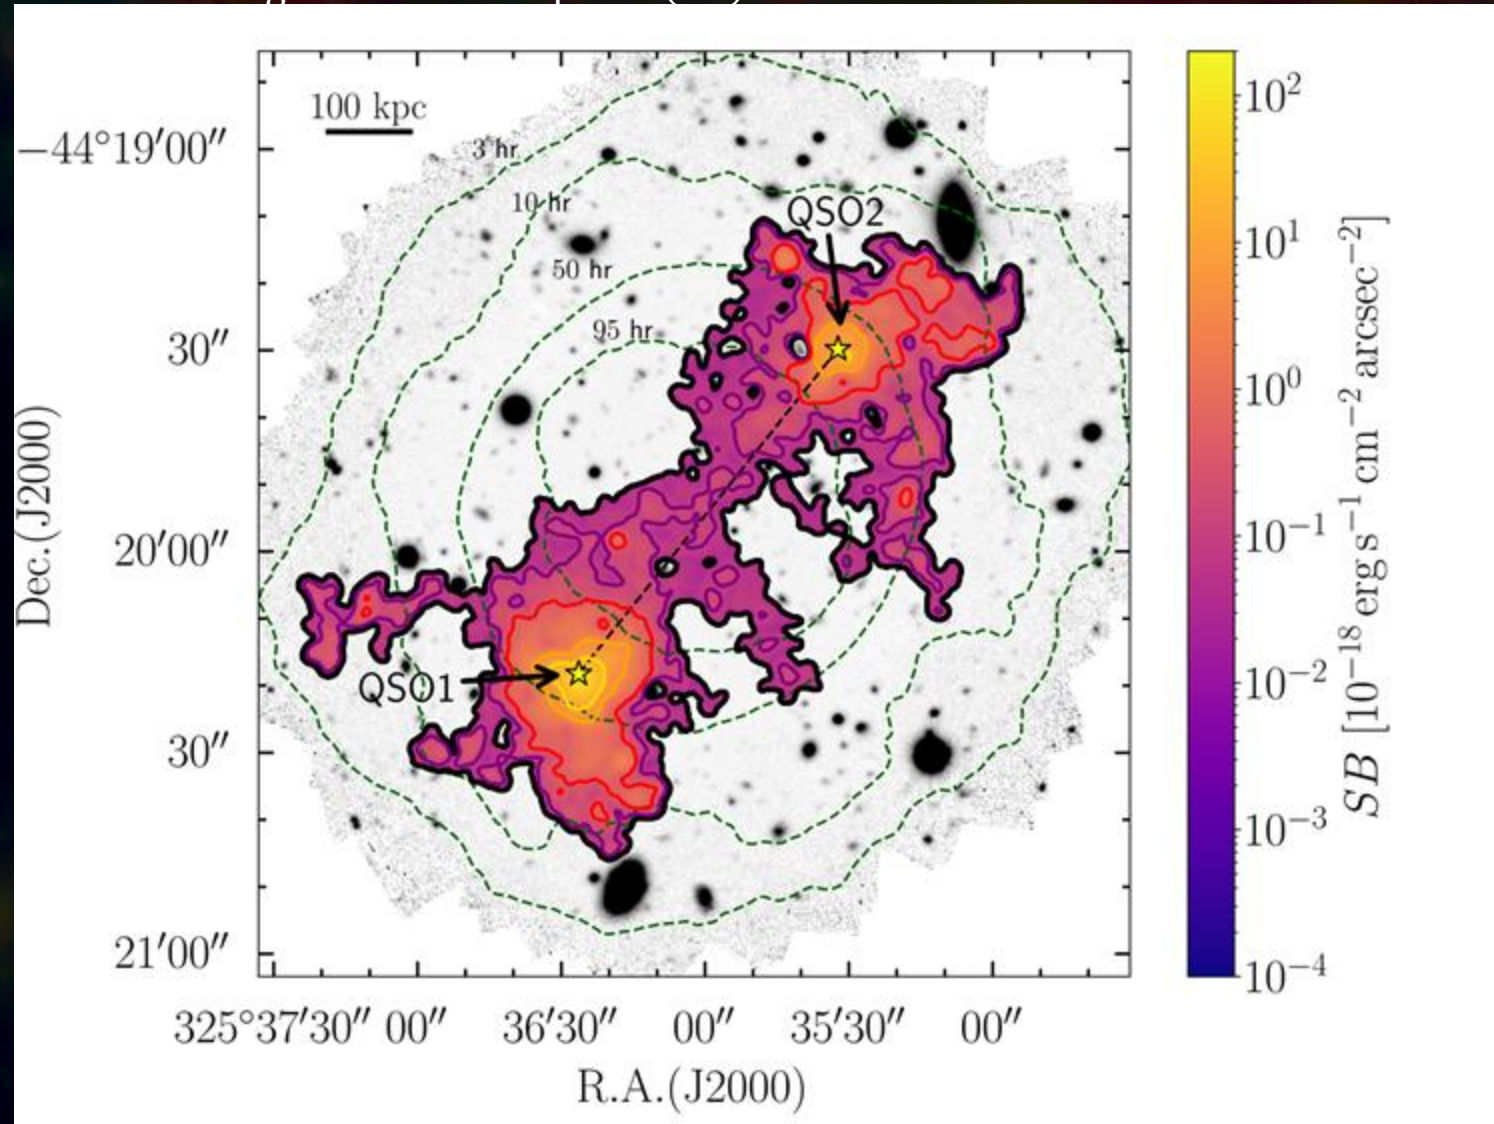 100 kpc
−44°19′00″
3 hr
10 hr
QSO2
50 hr
95 hr
30″
20′00″
QSO1
30″
21′00″
Dec.(J2000)
325°37′30″ 00″ 36′30″ 00″ 35′30″ 00″
R.A.(J2000)
10²
10¹
10⁰
10⁻¹
10⁻²
10⁻³
10⁻⁴
SB [10⁻¹⁸ erg s⁻¹ cm⁻² arcsec⁻²]